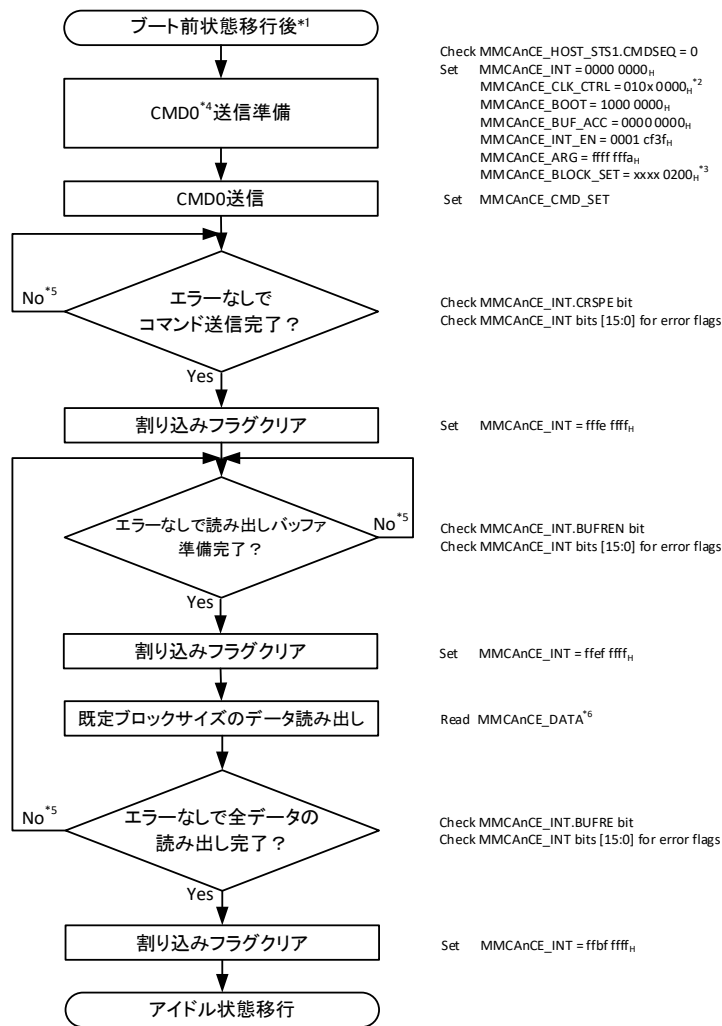 ブート前状態移行後*1
Check MMCAnCE_HOST_STS1.CMDSEQ = 0
Set MMCAnCE_INT = 0000 0000H
MMCAnCE_CLK_CTRL = 010x 0000H*2
MMCAnCE_BOOT = 1000 0000H
MMCAnCE_BUF_ACC = 0000 0000H
MMCAnCE_INT_EN = 0001 cf3fH
MMCAnCE_ARG = ffff fffaH
MMCAnCE_BLOCK_SET = xxxx 0200H*3
CMD0*4送信準備
CMD0送信
Set MMCAnCE_CMD_SET
No*5
エラーなしで
コマンド送信完了？
Check MMCAnCE_INT.CRSPE bit
Check MMCAnCE_INT bits [15:0] for error flags
Yes
割り込みフラグクリア
Set MMCAnCE_INT = fffe ffffH
エラーなしで読み出しバッファ
準備完了？
No*5
Check MMCAnCE_INT.BUFREN bit
Check MMCAnCE_INT bits [15:0] for error flags
Yes
割り込みフラグクリア
Set MMCAnCE_INT = ffef ffffH
既定ブロックサイズのデータ読み出し
Read MMCAnCE_DATA*6
No*5
エラーなしで全データの
読み出し完了？
Check MMCAnCE_INT.BUFRE bit
Check MMCAnCE_INT bits [15:0] for error flags
Yes
割り込みフラグクリア
Set MMCAnCE_INT = ffbf ffffH
アイドル状態移行